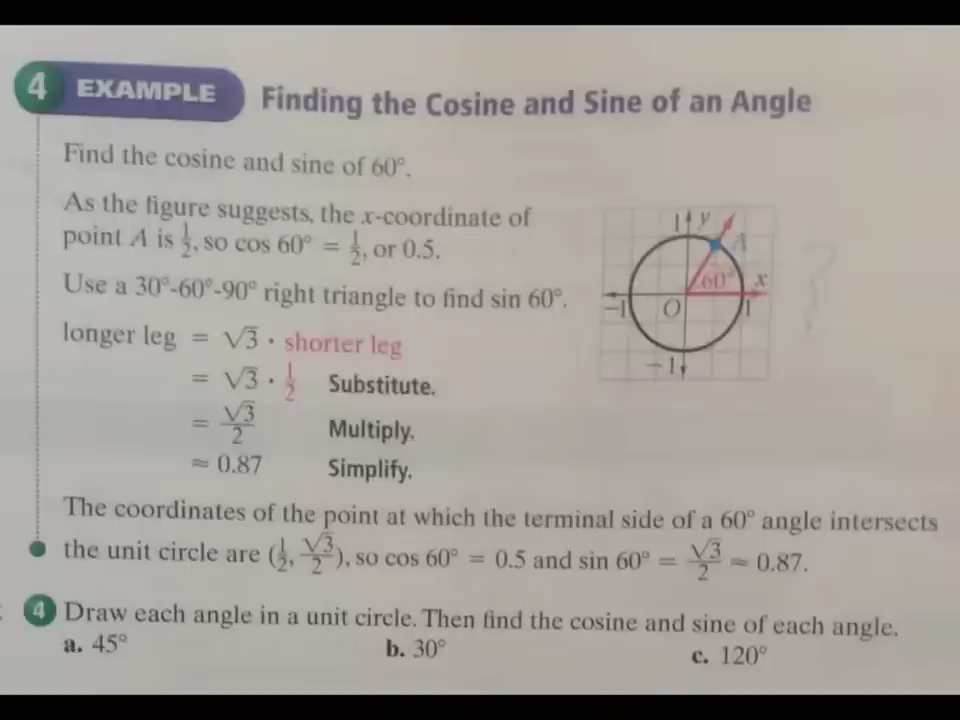 4 EXAMPLE Finding the Cosine and Sine of an Angle
Find the cosine and sine of 60°.
As the figure suggests, the x-coordinate of
point A is 1/2, so cos 60° = 1/2, or 0.5.
Use a 30°-60°-90° right triangle to find sin 60°.
longer leg = √3 · shorter leg
= √3 · 1/2 Substitute.
= √3/2 Multiply.
≈ 0.87 Simplify.
1 y
A
60° x
−1 O 1
−1
The coordinates of the point at which the terminal side of a 60° angle intersects
the unit circle are (1/2, √3/2), so cos 60° = 0.5 and sin 60° = √3/2 ≈ 0.87.
4 Draw each angle in a unit circle. Then find the cosine and sine of each angle.
a. 45° b. 30° c. 120°